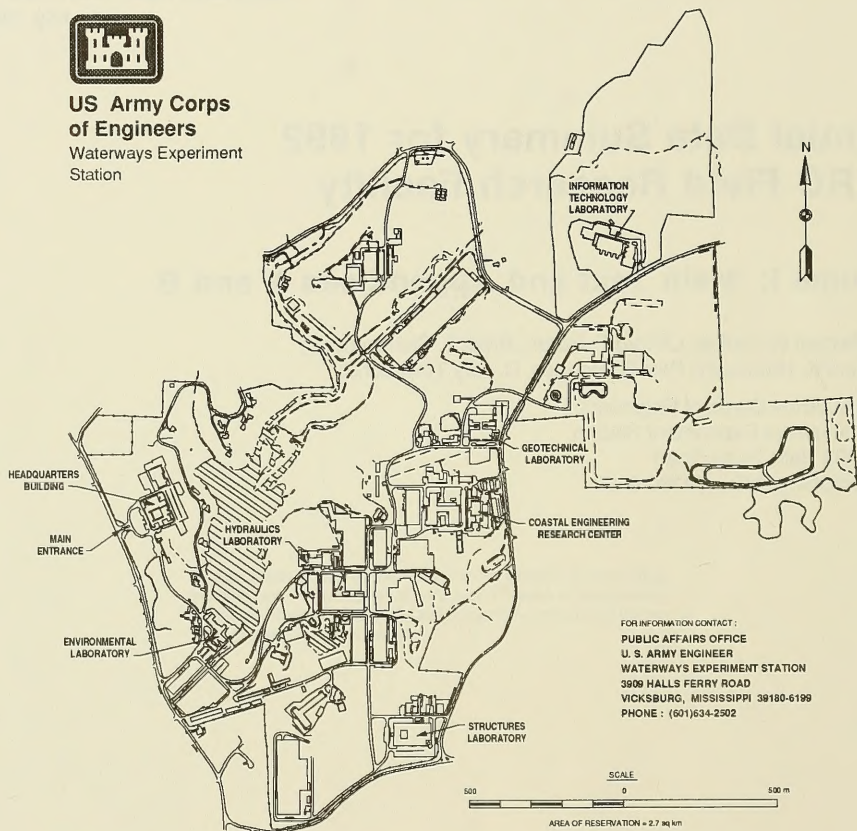 US Army Corps
of Engineers
Waterways Experiment
Station
N
INFORMATION
TECHNOLOGY
LABORATORY
GEOTECHNICAL
LABORATORY
HEADQUARTERS
BUILDING
MAIN
ENTRANCE
HYDRAULICS
LABORATORY
COASTAL ENGINEERING
RESEARCH CENTER
ENVIRONMENTAL
LABORATORY
STRUCTURES
LABORATORY
FOR INFORMATION CONTACT :
PUBLIC AFFAIRS OFFICE
U. S. ARMY ENGINEER
WATERWAYS EXPERIMENT STATION
3909 HALLS FERRY ROAD
VICKSBURG, MISSISSIPPI 39180-6199
PHONE : (601)634-2502
SCALE
500 0 500 m
AREA OF RESERVATION = 2.7 sq km